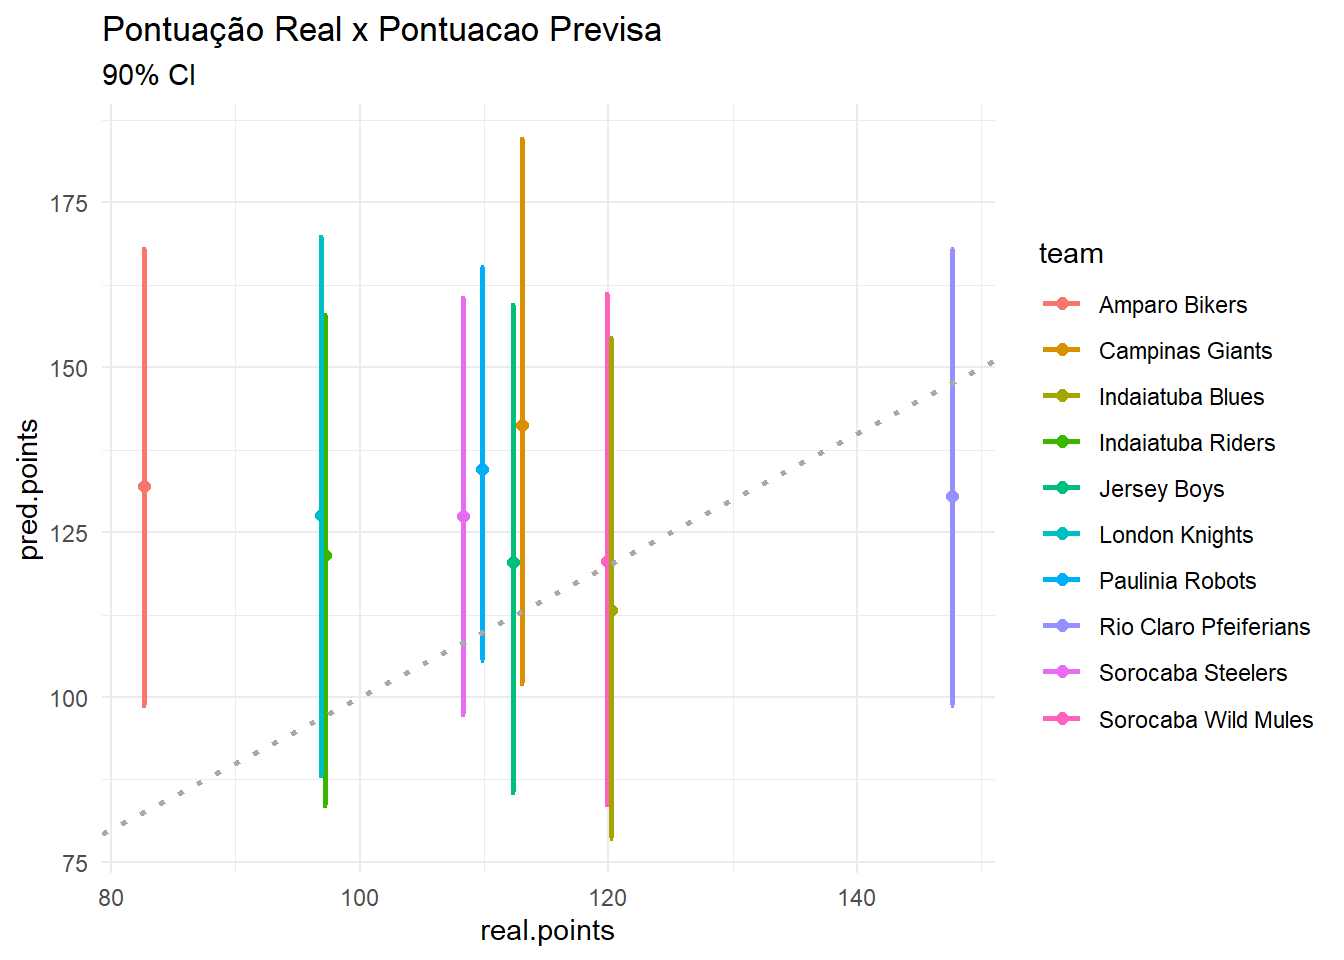 Pontuação Real x Pontuacao Previsa
90% CI
pred.points
175
150
125
100
75
80
100
120
140
real.points
team
Amparo Bikers
Campinas Giants
Indaiatuba Blues
Indaiatuba Riders
Jersey Boys
London Knights
Paulinia Robots
Rio Claro Pfeiferians
Sorocaba Steelers
Sorocaba Wild Mules